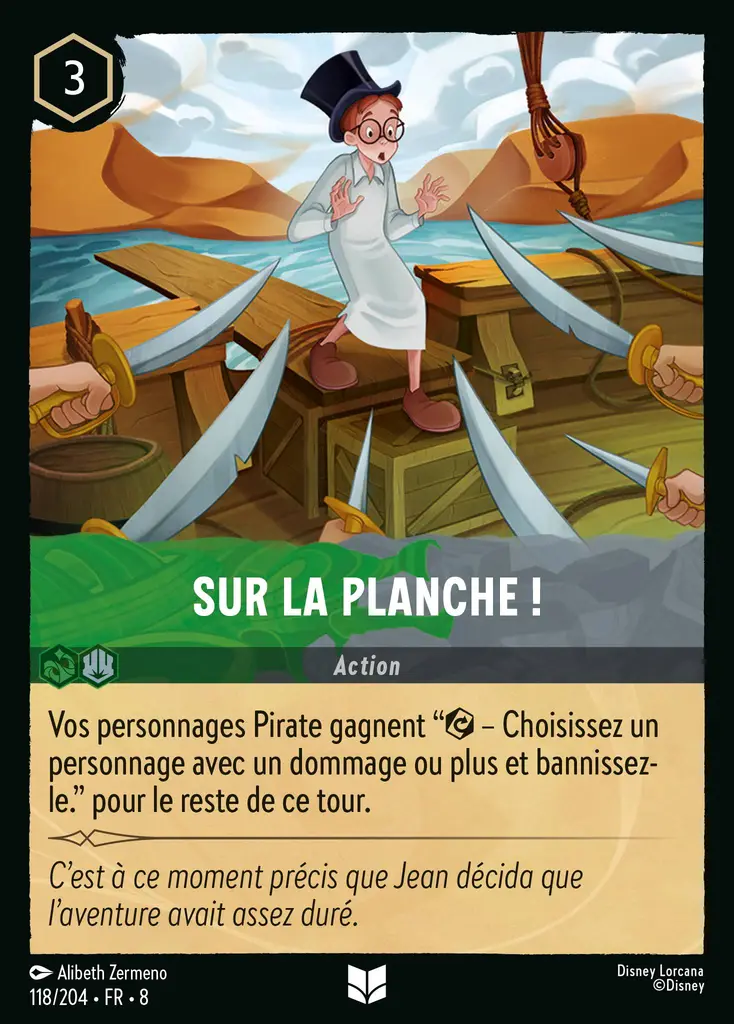 3
SUR LA PLANCHE !
Action
Vos personnages Pirate gagnent “ – Choisissez un
personnage avec un dommage ou plus et bannissez-
le.” pour le reste de ce tour.
C’est à ce moment précis que Jean décida que
l’aventure avait assez duré.
Alibeth Zermeno
118/204 • FR • 8
Disney Lorcana
©Disney